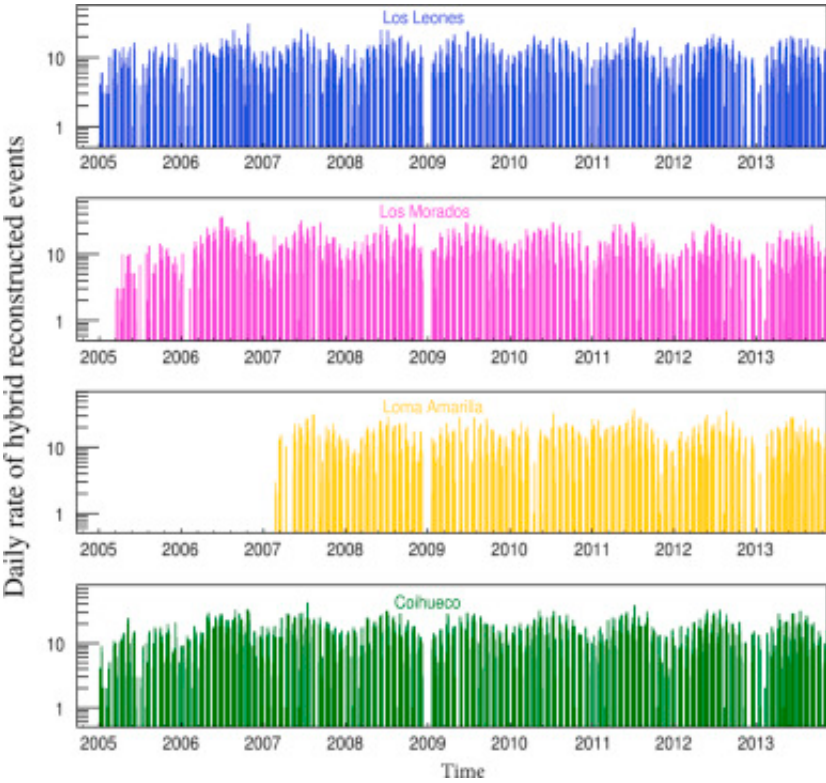 Daily rate of hybrid reconstructed events
Los Leones
10
1
2005 2006 2007 2008 2009 2010 2011 2012 2013
Los Morados
10
1
2005 2006 2007 2008 2009 2010 2011 2012 2013
Loma Amarilla
10
1
2005 2006 2007 2008 2009 2010 2011 2012 2013
Coihueco
10
1
2005 2006 2007 2008 2009 2010 2011 2012 2013
Time